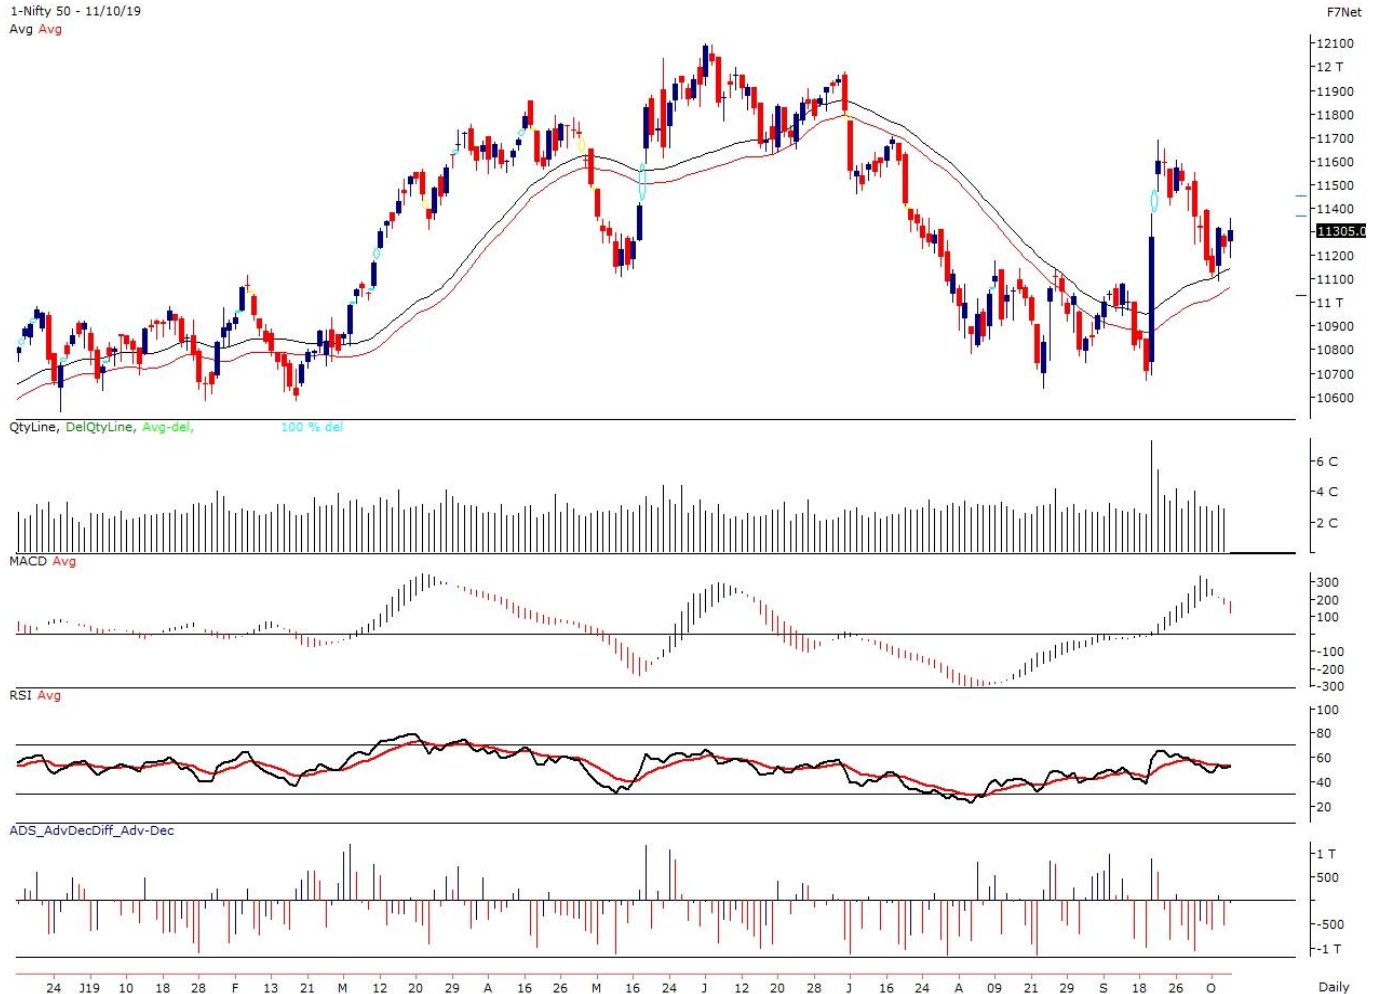 1-Nifty 50 - 11/10/19
F7Net
Avg Avg
12100
12 T
11900
11800
11700
11600
11500
11400
11305.0
11200
11100
11 T
10900
10800
10700
10600
QtyLine, DelQtyLine, Avg-del, 100 % del
6 C
4 C
2 C
MACD Avg
300
200
100
-100
-200
-300
RSI Avg
100
80
60
40
20
ADS_AdvDecDiff_Adv-Dec
1 T
500
-500
-1 T
24 J19 10 18 28 F 13 21 M 12 20 29 A 16 26 M 16 24 J 12 20 28 J 16 24 A 09 21 29 S 18 26 O Daily